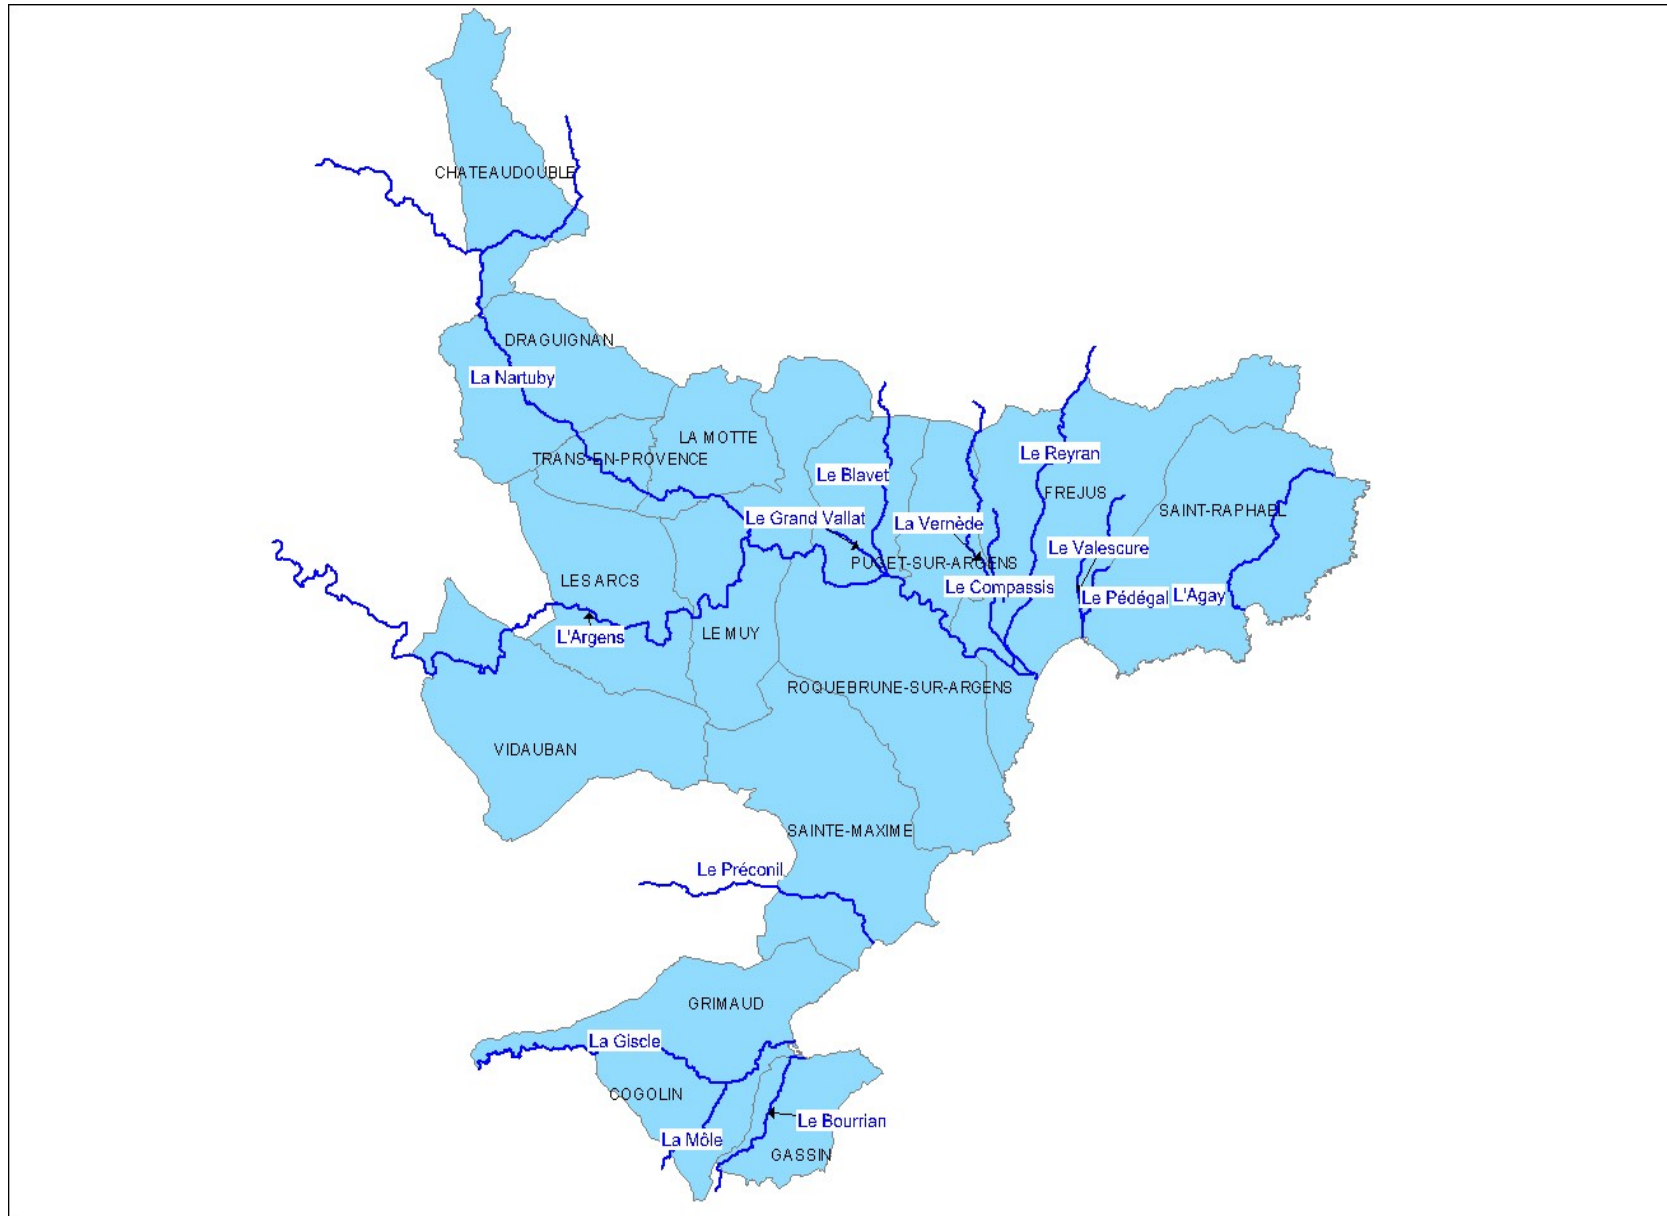 CHATEAUDOUBLE
DRAGUIGNAN
La Nartuby
LA MOTTE
TRANS-EN-PROVENCE
Le Reyran
Le Blavet
FREJUS
SAINT-RAPHAEL
Le Grand Vallat
La Vernède
Le Valescure
PUGET-SUR-ARGENS
LES ARCS
Le Compassis
Le Pédégal
L'Agay
L'Argens
LE MUY
ROQUEBRUNE-SUR-ARGENS
VIDAUBAN
SAINTE-MAXIME
Le Préconil
GRIMAUD
La Giscle
COGOLIN
Le Bourrian
La Môle
GASSIN